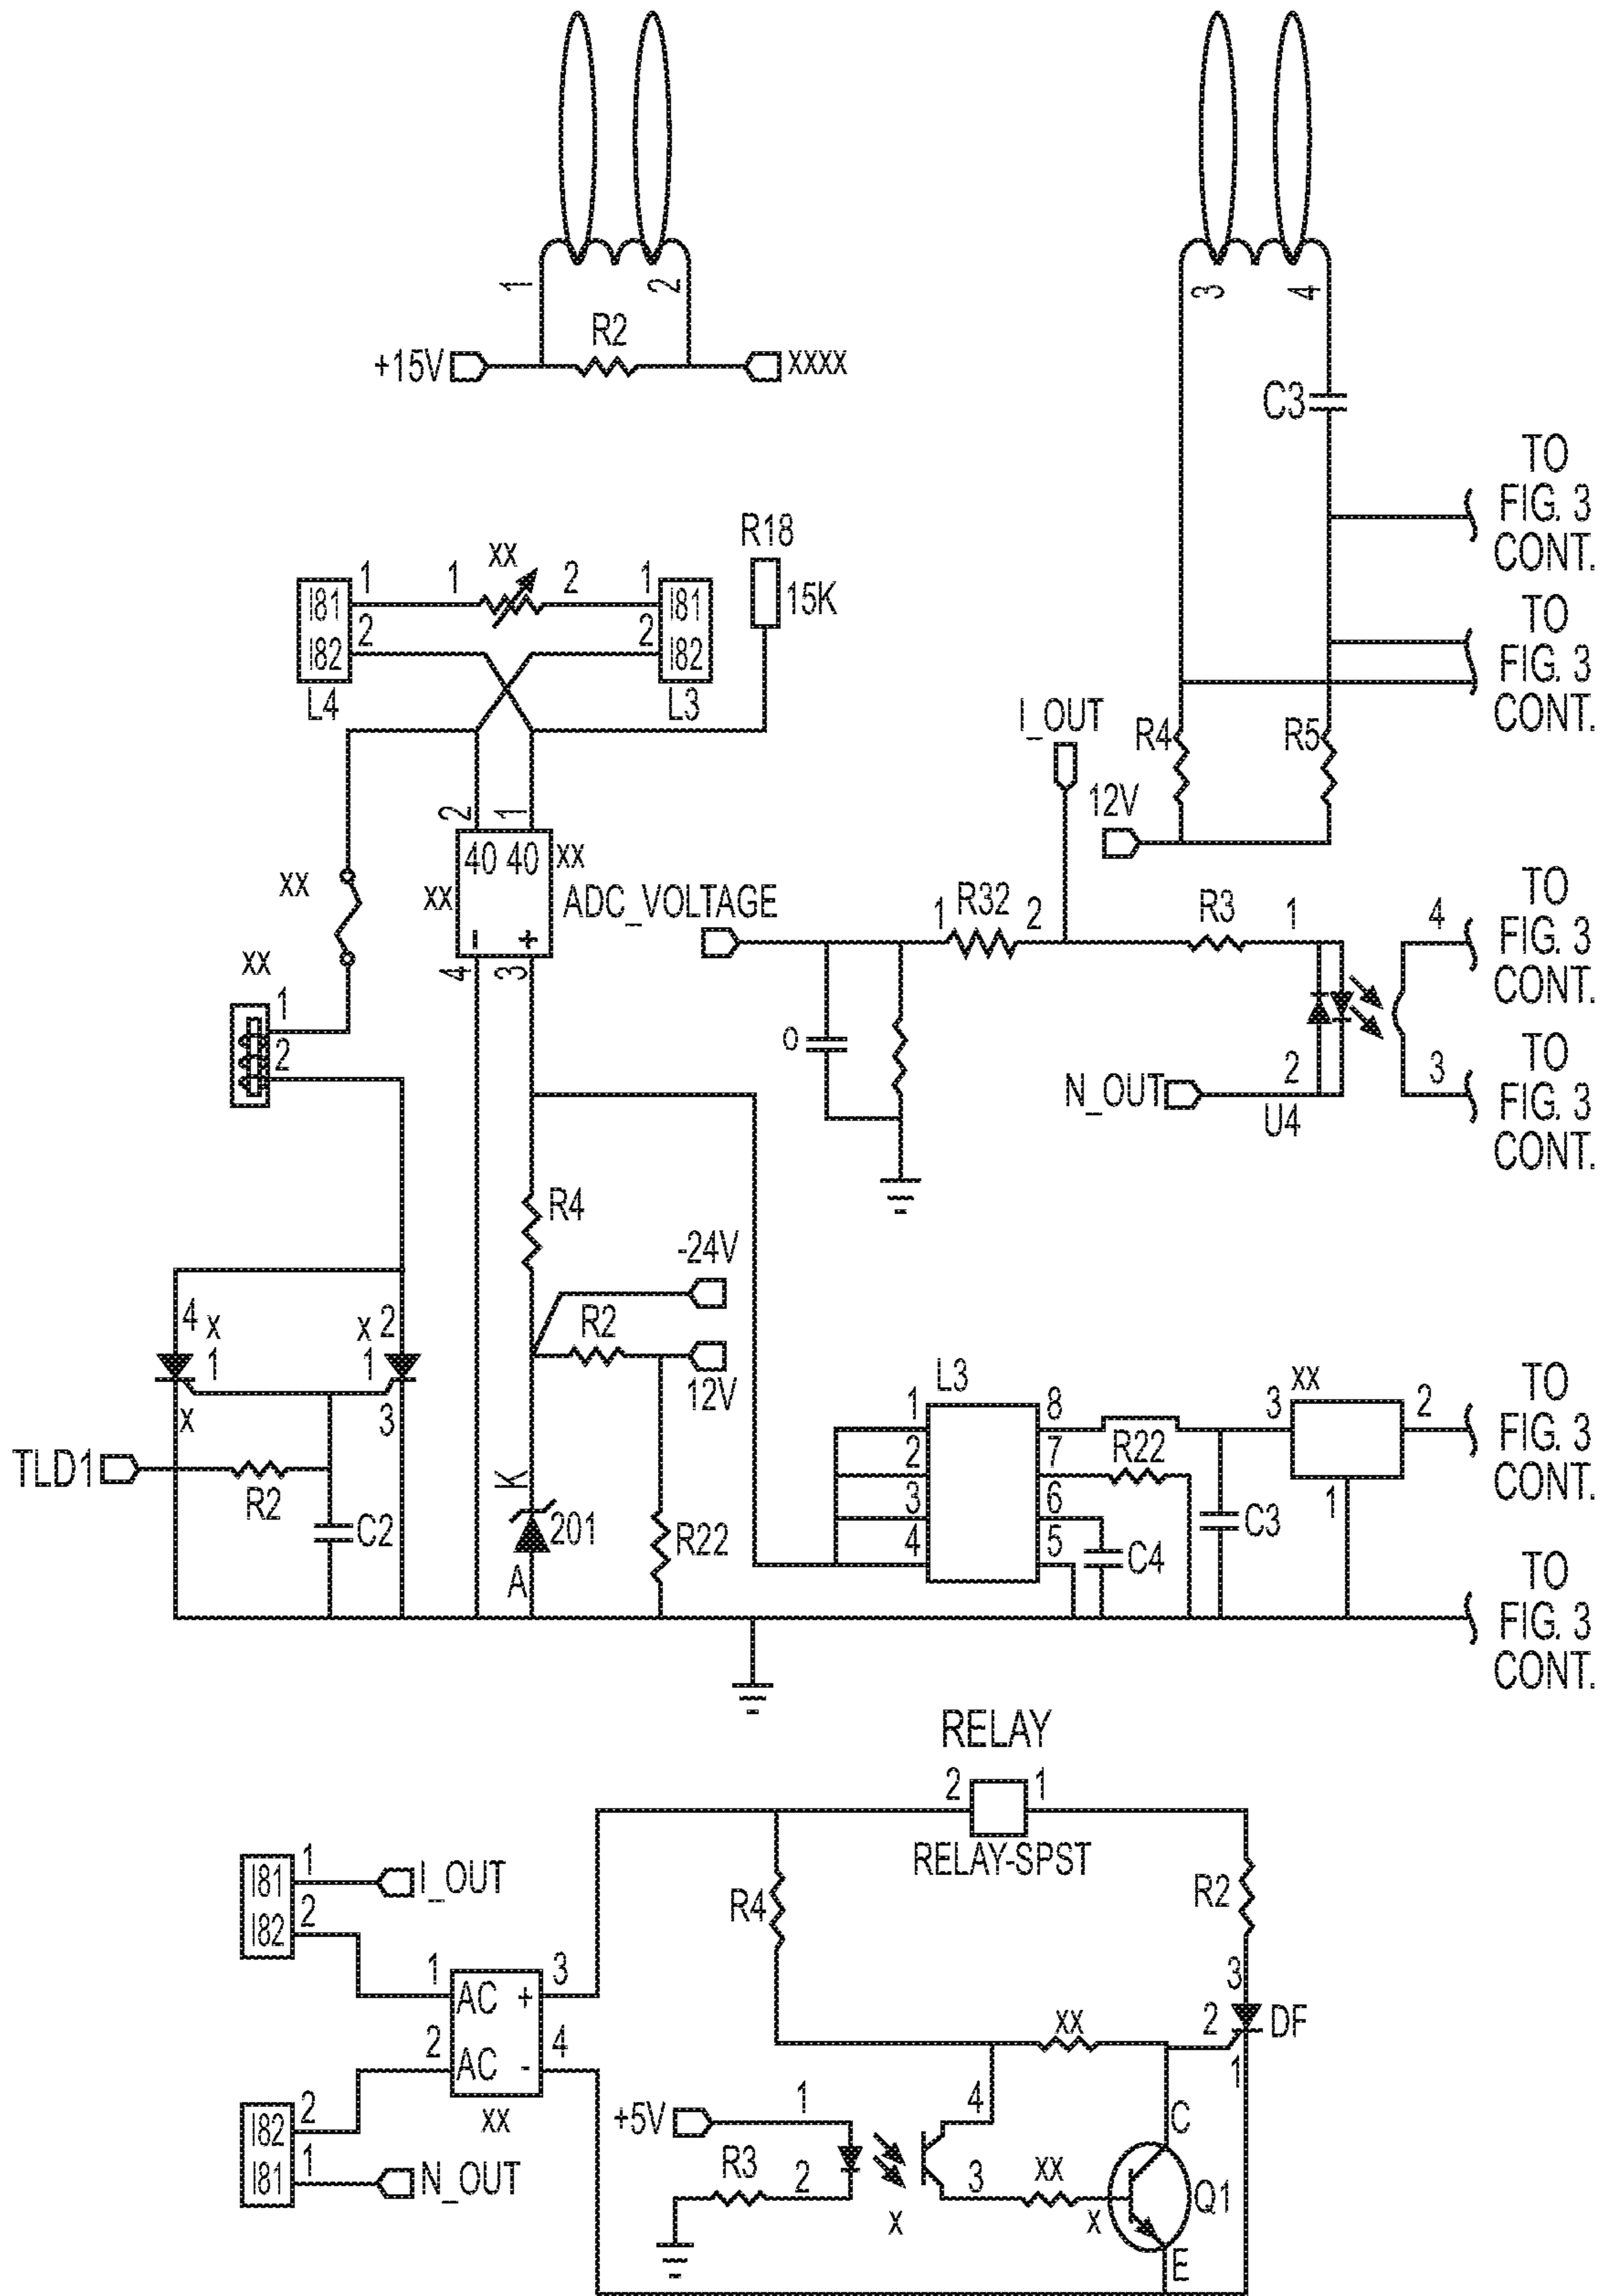 1
2
3
4
R2
+15V
XXXX
C3
TO
FIG. 3
CONT.
R18
15K
XX
1
1
2
1
I81
I81
2
2
I82
I82
L4
L3
TO
FIG. 3
CONT.
I_OUT
R4
R5
12V
2
1
40 40
XX
XX
XX
- +
4
3
ADC_VOLTAGE
1
R32
2
R3
1
4
TO
FIG. 3
CONT.
XX
1
2
0
N_OUT
2
U4
3
TO
FIG. 3
CONT.
R4
-24V
R2
12V
4
X
1
X
X
2
1
3
TLD1
R2
C2
K
201
A
R22
L3
1
2
3
4
8
7
6
5
R22
C4
C3
3
XX
2
1
TO
FIG. 3
CONT.
TO
FIG. 3
CONT.
RELAY
2
1
RELAY-SPST
I81
1
I_OUT
I82
2
R4
R2
1
AC +
3
2
AC -
4
XX
3
2
DF
1
XX
I82
2
I81
1
N_OUT
+5V
1
4
C
R3
2
3
XX
X
X
Q1
E